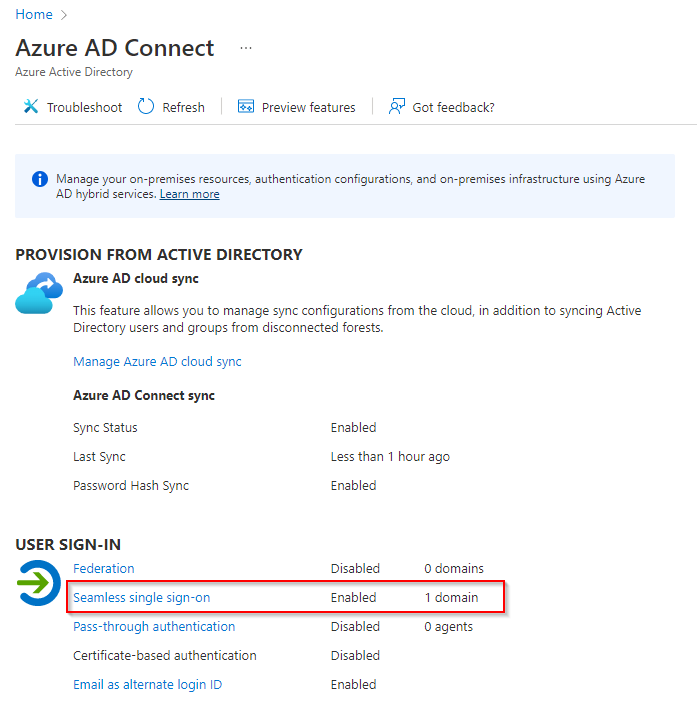 Home >
Azure AD Connect ...
Azure Active Directory
Troubleshoot Refresh Preview features Got feedback?
Manage your on-premises resources, authentication configurations, and on-premises infrastructure using Azure
AD hybrid services. Learn more
PROVISION FROM ACTIVE DIRECTORY
Azure AD cloud sync
This feature allows you to manage sync configurations from the cloud, in addition to syncing Active
Directory users and groups from disconnected forests.
Manage Azure AD cloud sync
Azure AD Connect sync
Sync Status Enabled
Last Sync Less than 1 hour ago
Password Hash Sync Enabled
USER SIGN-IN
Federation Disabled 0 domains
Seamless single sign-on Enabled 1 domain
Pass-through authentication Disabled 0 agents
Certificate-based authentication Disabled
Email as alternate login ID Enabled